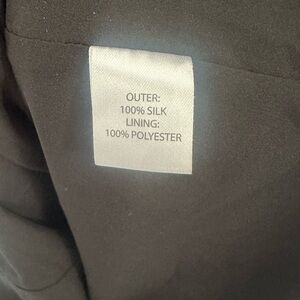 OUTER:
100% SILK
LINING:
100% POLYESTER